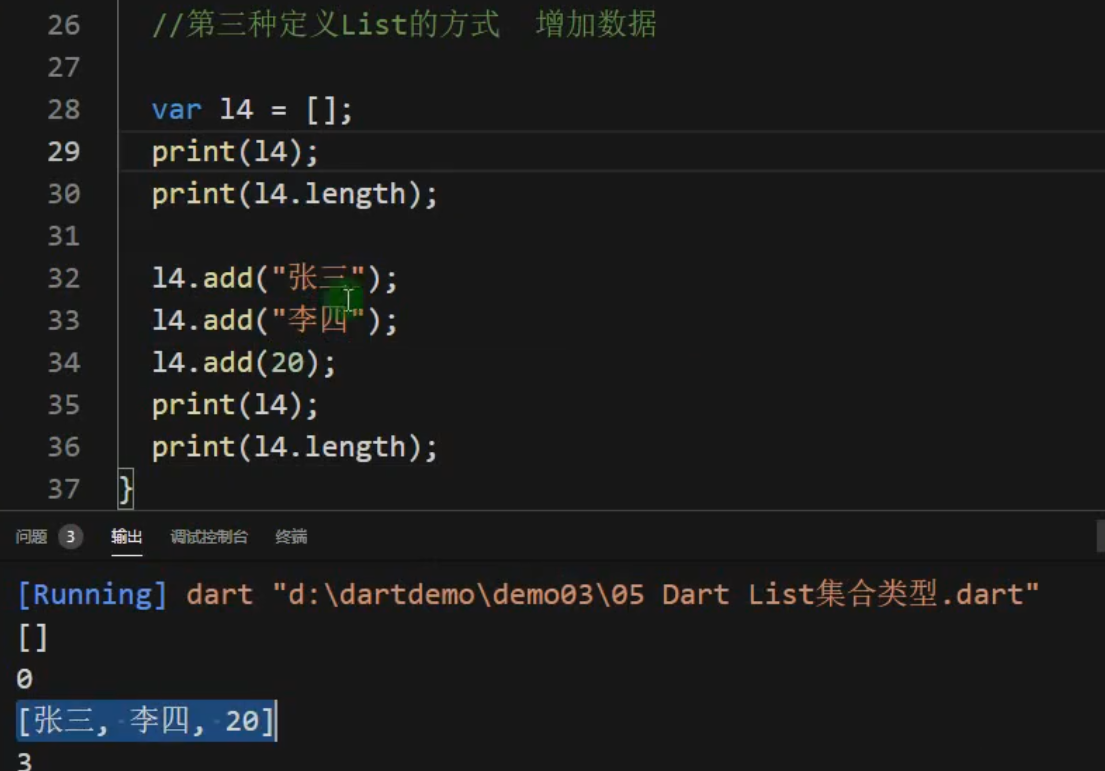 26 //第三种定义List的方式 增加数据
27
28 var l4 = [];
29 print(l4);
30 print(l4.length);
31
32 l4.add("张三");
33 l4.add("李四");
34 l4.add(20);
35 print(l4);
36 print(l4.length);
37 }
问题 3 输出 调试控制台 终端
[Running] dart "d:\dartdemo\demo03\05 Dart List集合类型.dart"
[]
0
[张三, 李四, 20]
3